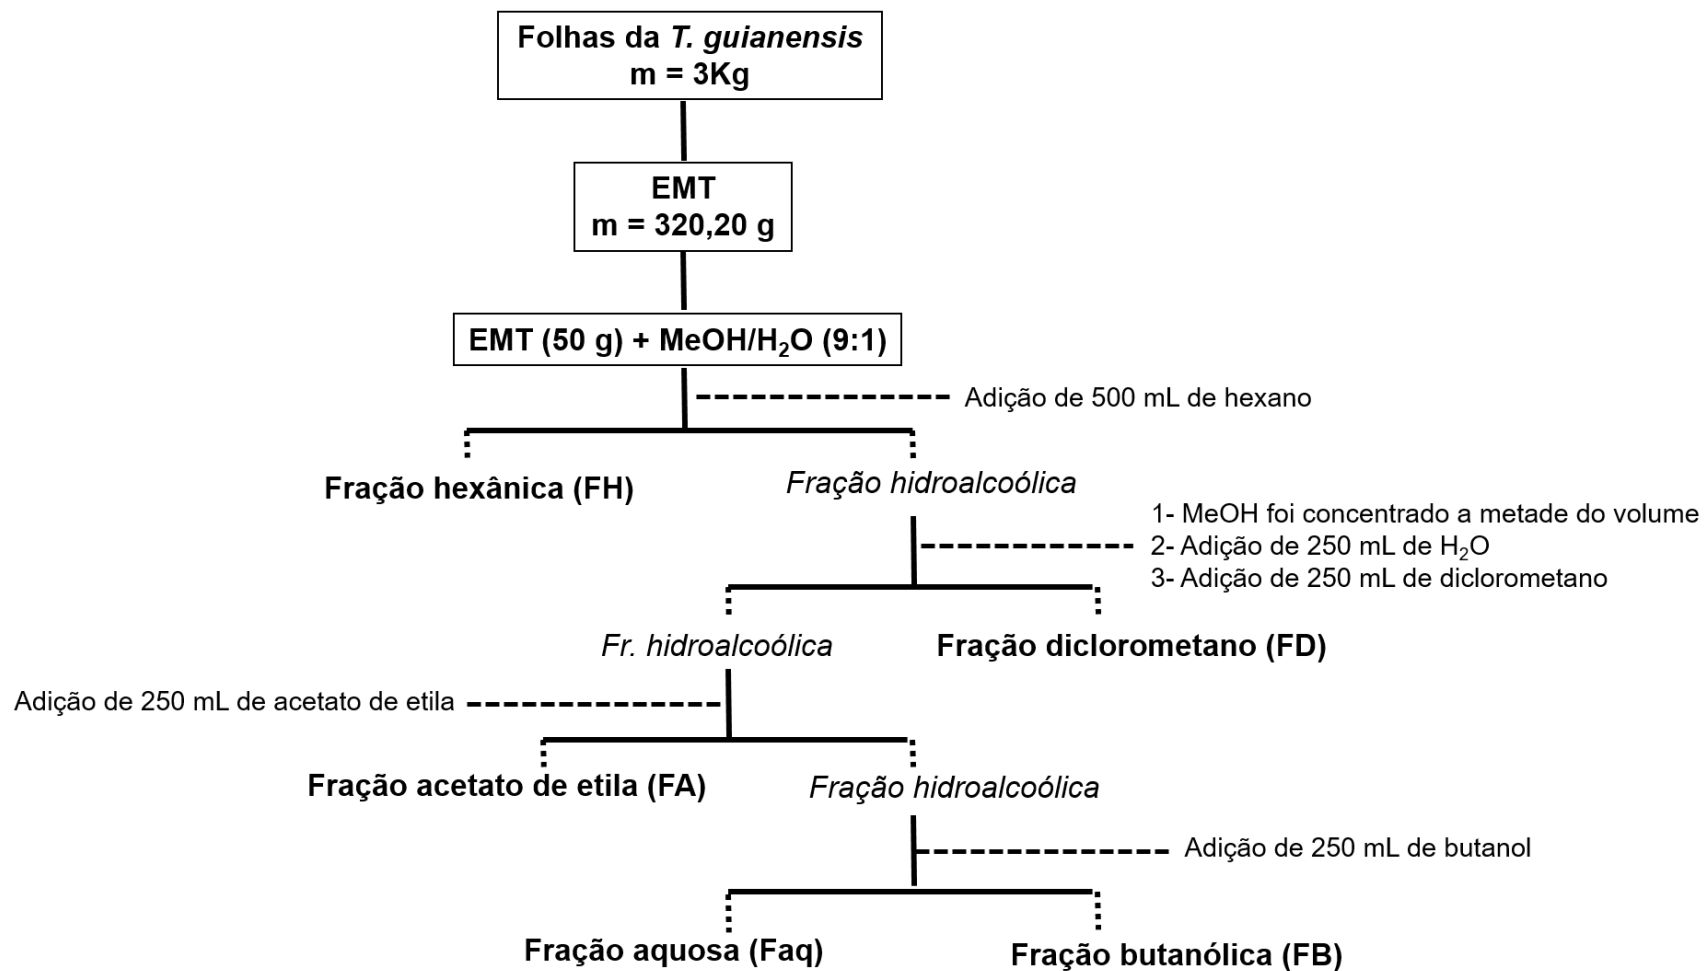 Folhas da T. guianensis
m = 3Kg
EMT
m = 320,20 g
EMT (50 g) + MeOH/H₂O (9:1)
Adição de 500 mL de hexano
Fração hexânica (FH)
Fração hidroalcoólica
1- MeOH foi concentrado a metade do volume
2- Adição de 250 mL de H₂O
3- Adição de 250 mL de diclorometano
Fr. hidroalcoólica
Fração diclorometano (FD)
Adição de 250 mL de acetato de etila
Fração acetato de etila (FA)
Fração hidroalcoólica
Adição de 250 mL de butanol
Fração aquosa (Faq)
Fração butanólica (FB)